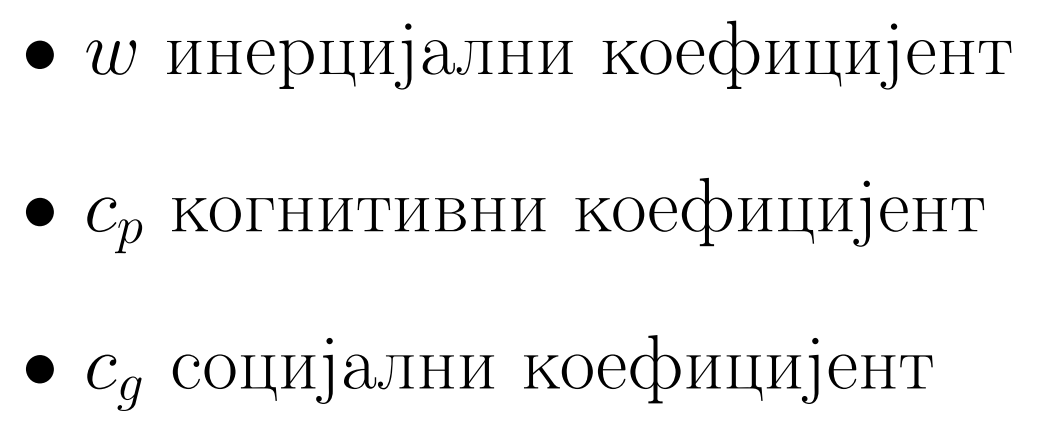 • w инерцијални коефицијент
• c_p когнитивни коефицијент
• c_g социјални коефицијент